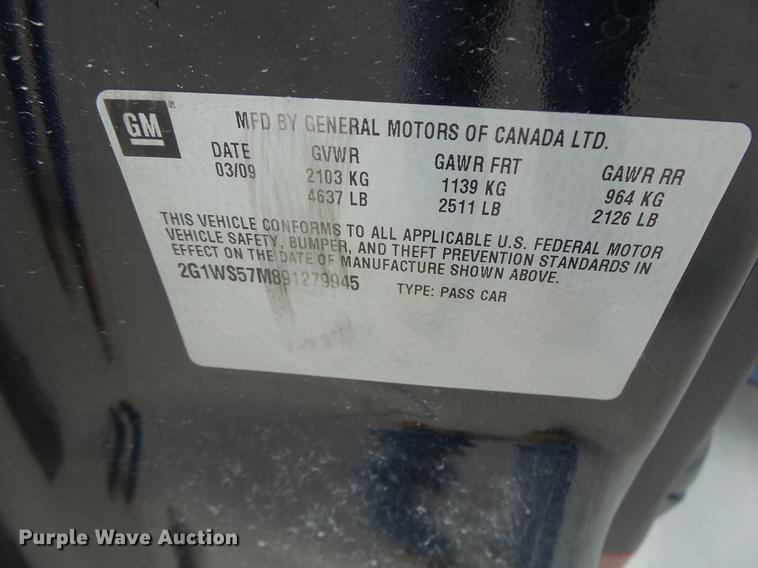 GM
MFD BY GENERAL MOTORS OF CANADA LTD.
DATE GVWR GAWR FRT GAWR RR
03/09 2103 KG 1139 KG 964 KG
4637 LB 2511 LB 2126 LB
THIS VEHICLE CONFORMS TO ALL APPLICABLE U.S. FEDERAL MOTOR
VEHICLE SAFETY, BUMPER, AND THEFT PREVENTION STANDARDS IN
EFFECT ON THE DATE OF MANUFACTURE SHOWN ABOVE.
2G1WS57M891279945 TYPE: PASS CAR
Purple Wave Auction